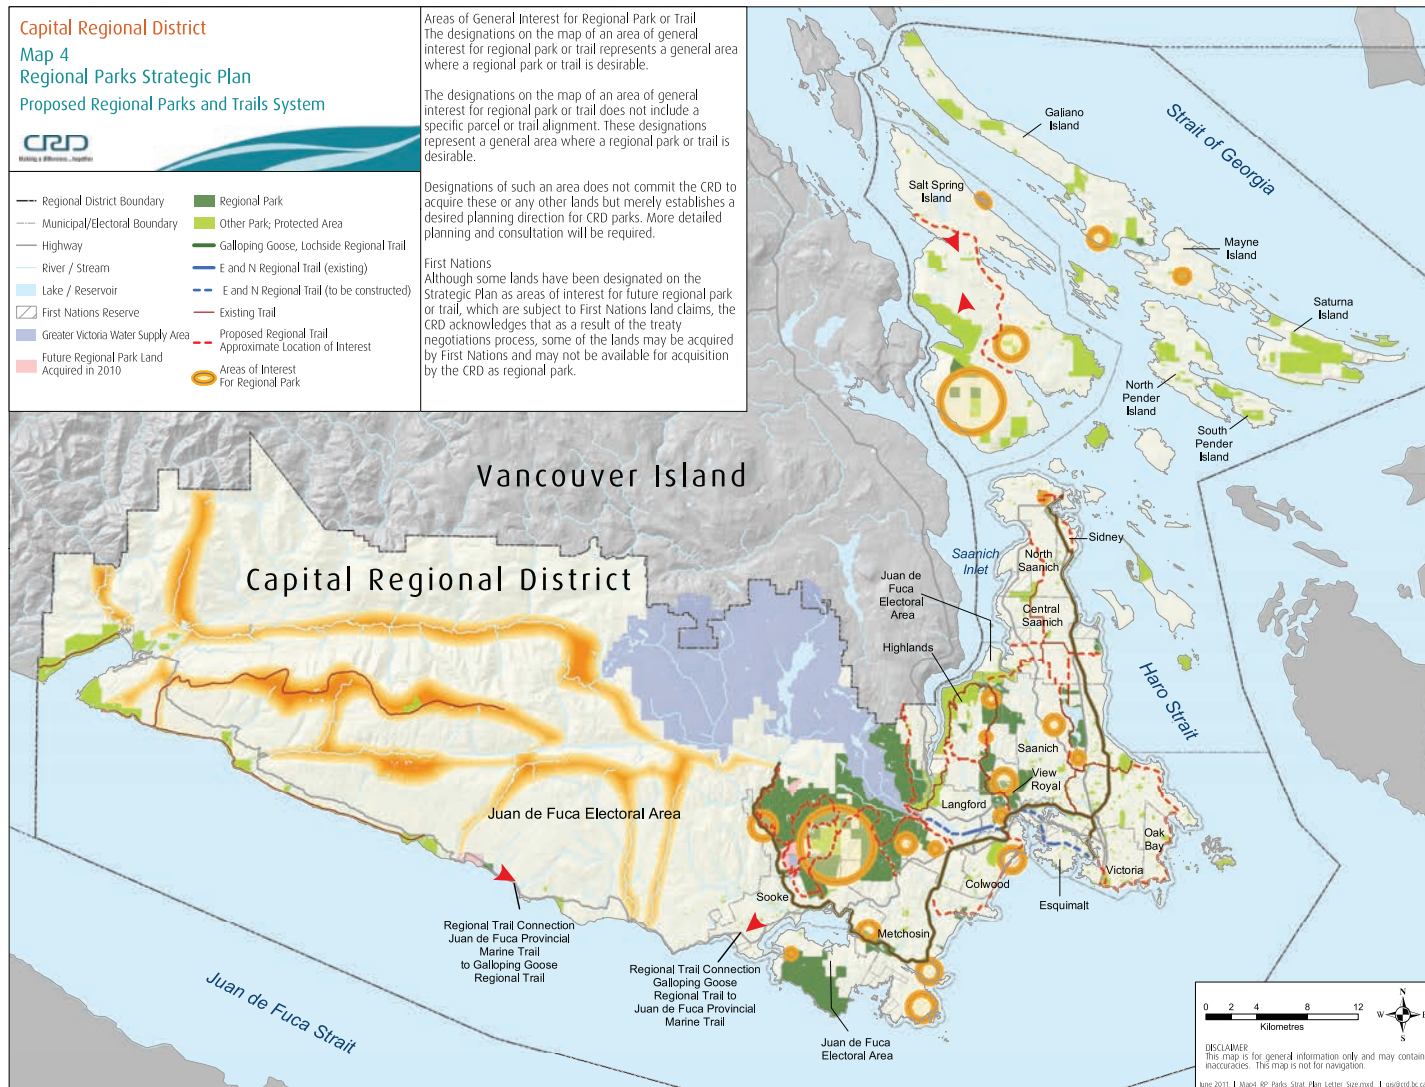 Capital Regional District
Map 4
Regional Parks Strategic Plan
Proposed Regional Parks and Trails System
CRD
Making a difference...together
Regional District Boundary
Municipal/Electoral Boundary
Highway
River / Stream
Lake / Reservoir
First Nations Reserve
Greater Victoria Water Supply Area
Future Regional Park Land
Acquired in 2010
Regional Park
Other Park; Protected Area
Galloping Goose, Lochside Regional Trail
E and N Regional Trail (existing)
E and N Regional Trail (to be constructed)
Existing Trail
Proposed Regional Trail
Approximate Location of Interest
Areas of Interest
For Regional Park
Areas of General Interest for Regional Park or Trail
The designations on the map of an area of general
interest for regional park or trail represents a general area
where a regional park or trail is desirable.
The designations on the map of an area of general
interest for regional park or trail does not include a
specific parcel or trail alignment. These designations
represent a general area where a regional park or trail is
desirable.
Designations of such an area does not commit the CRD to
acquire these or any other lands but merely establishes a
desired planning direction for CRD parks. More detailed
planning and consultation will be required.
First Nations
Although some lands have been designated on the
Strategic Plan as areas of interest for future regional park
or trail, which are subject to First Nations land claims, the
CRD acknowledges that as a result of the treaty
negotiations process, some of the lands may be acquired
by First Nations and may not be available for acquisition
by the CRD as regional park.
Galiano
Island
Strait of Georgia
Salt Spring
Island
Mayne
Island
Saturna
Island
North
Pender
Island
South
Pender
Island
Vancouver Island
Capital Regional District
Saanich
Inlet
North
Saanich
Sidney
Juan de
Fuca
Electoral
Area
Central
Saanich
Highlands
Haro Strait
Saanich
View
Royal
Langford
Juan de Fuca Electoral Area
Oak
Bay
Victoria
Colwood
Esquimalt
Sooke
Metchosin
Regional Trail Connection
Juan de Fuca Provincial
Marine Trail
to Galloping Goose
Regional Trail
Regional Trail Connection
Galloping Goose
Regional Trail to
Juan de Fuca Provincial
Marine Trail
Juan de Fuca
Electoral Area
Juan de Fuca Strait
0 2 4 8 12
Kilometres
N
W E
S
DISCLAIMER
This map is for general information only and may contain
inaccuracies. This map is not for navigation.
June 2011 | Map4_RP_Parks_Strat_Plan_Letter_Size.mxd |